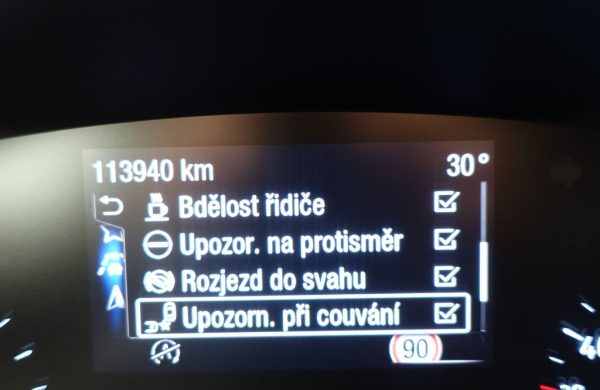 113940 km 30°
Bdělost řidiče
Upozor. na protisměr
Rozjezd do svahu
Upozorn. při couvání
90